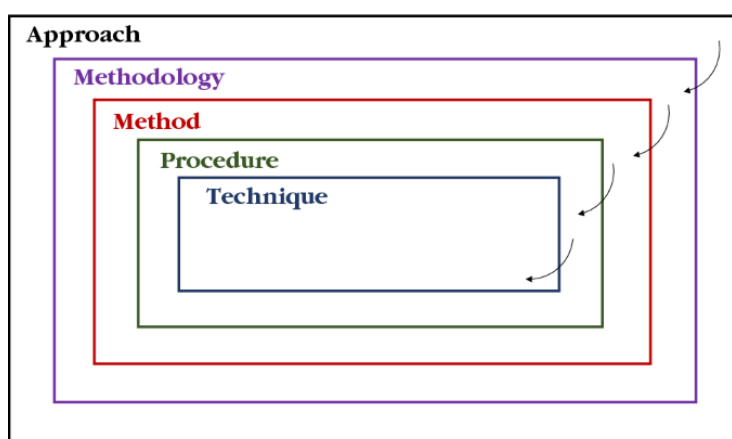 Approach
Methodology
Method
Procedure
Technique